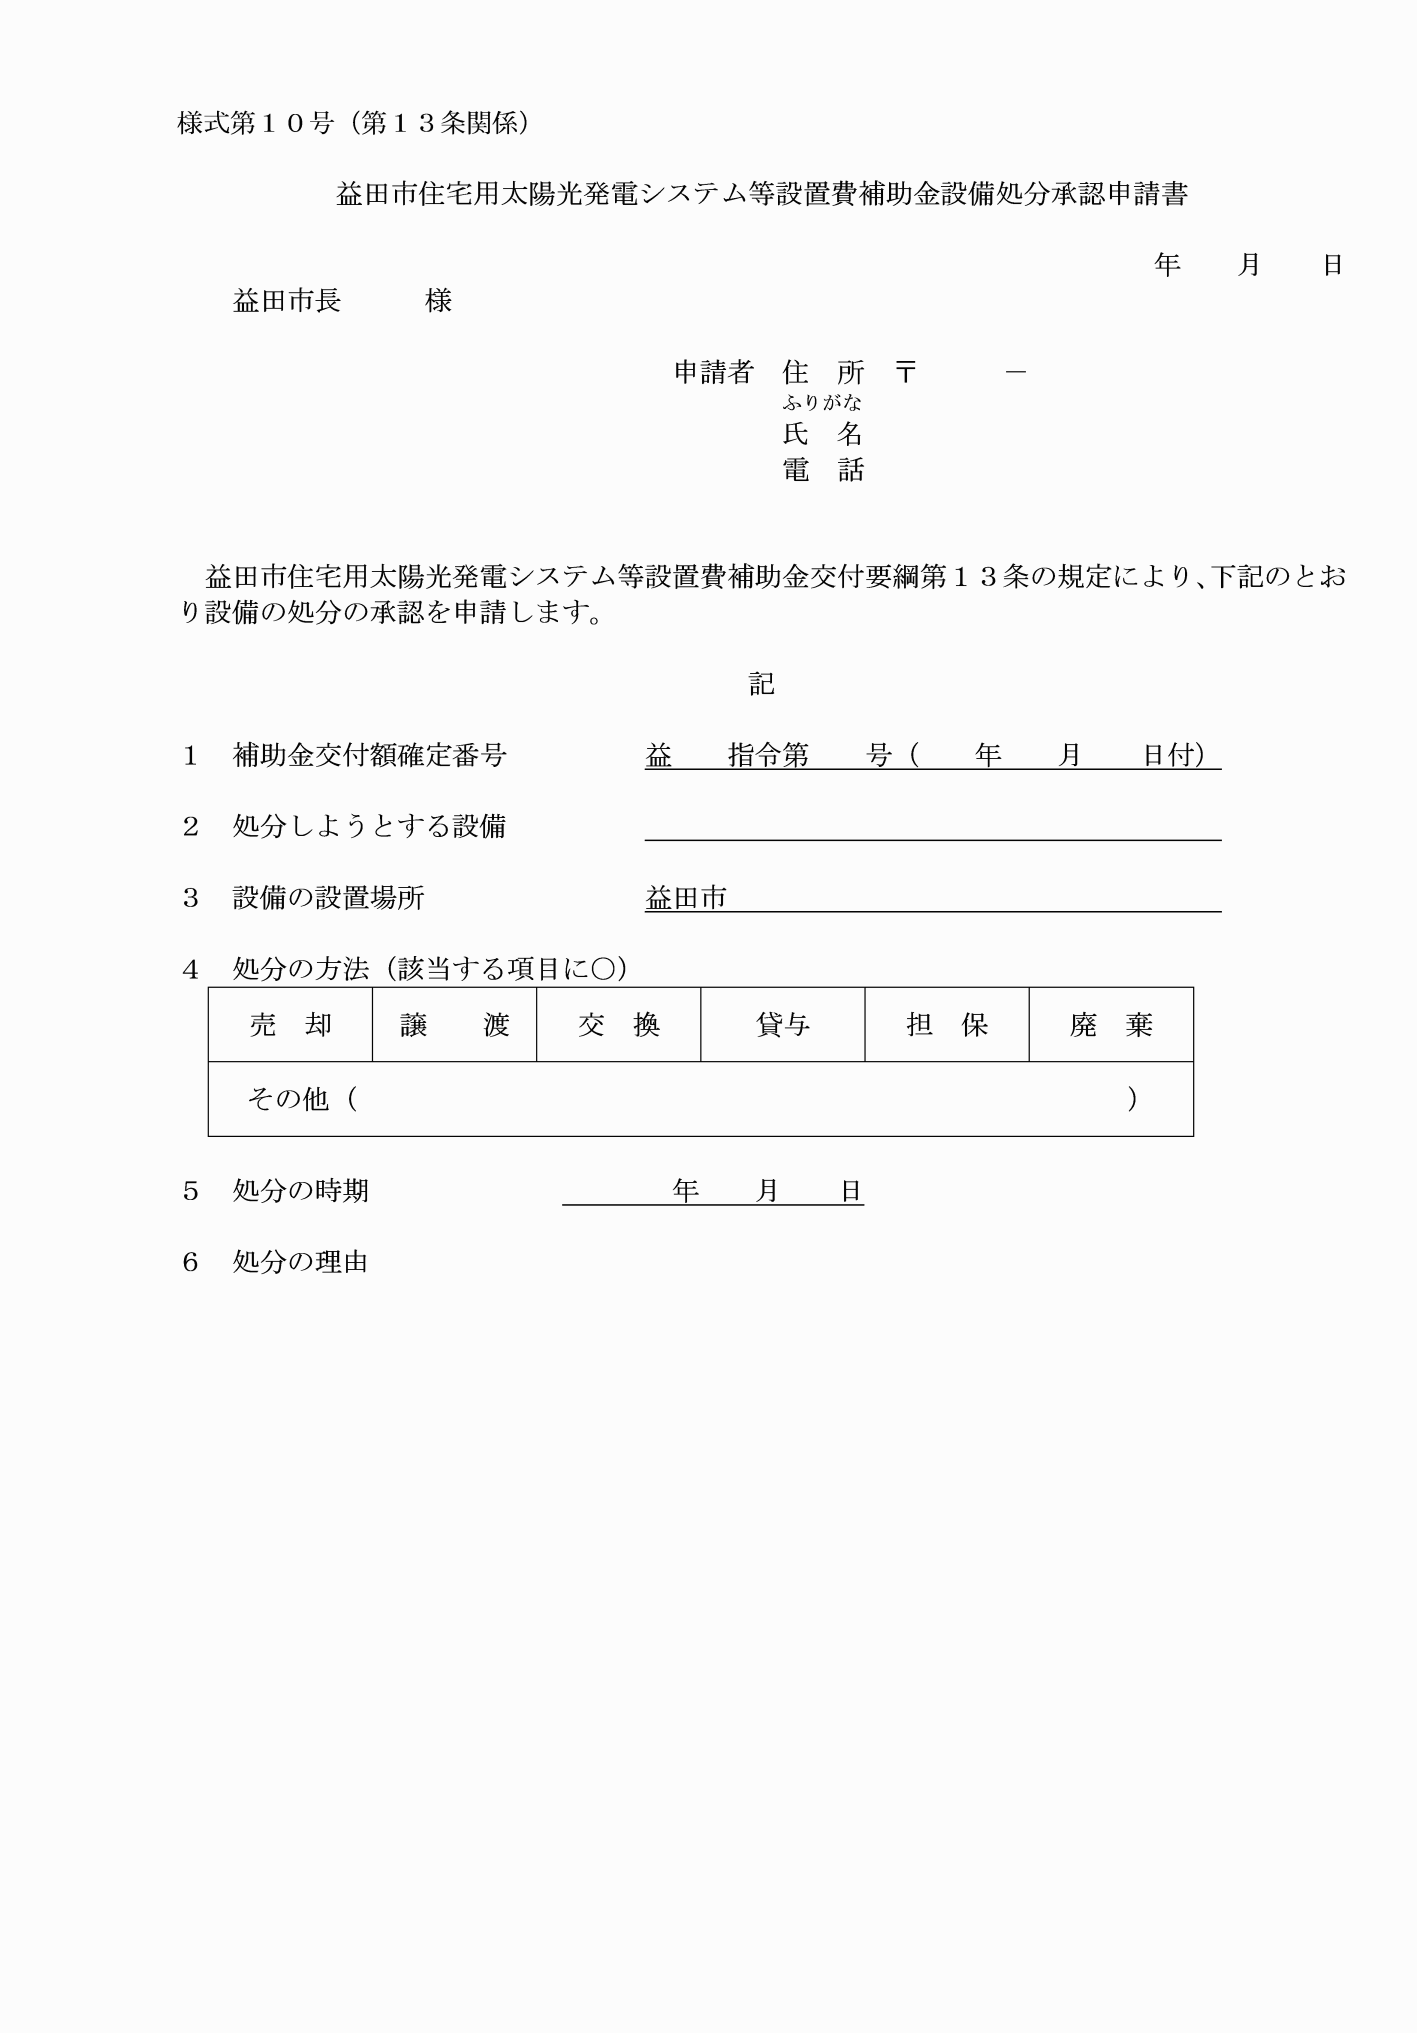 様式第１０号（第１３条関係）
益田市住宅用太陽光発電システム等設置費補助金設備処分承認申請書
年　　月　　日
益田市長　　　様
申請者　住　所　〒　　　－
ふりがな
氏　名
電　話
益田市住宅用太陽光発電システム等設置費補助金交付要綱第１３条の規定により、下記のとお
り設備の処分の承認を申請します。
記
１　補助金交付額確定番号　　　　　益　　指令第　　号（　　年　　月　　日付）
２　処分しようとする設備
３　設備の設置場所　　　　　　　　益田市
４　処分の方法（該当する項目に〇）
売　却　譲　　渡　交　換　貸与　担　保　廃　棄
その他（　　　　　　　　　　　　　　　　　　　　　　　　　　　　）
５　処分の時期　　　　　　　　　　　年　　月　　日
６　処分の理由